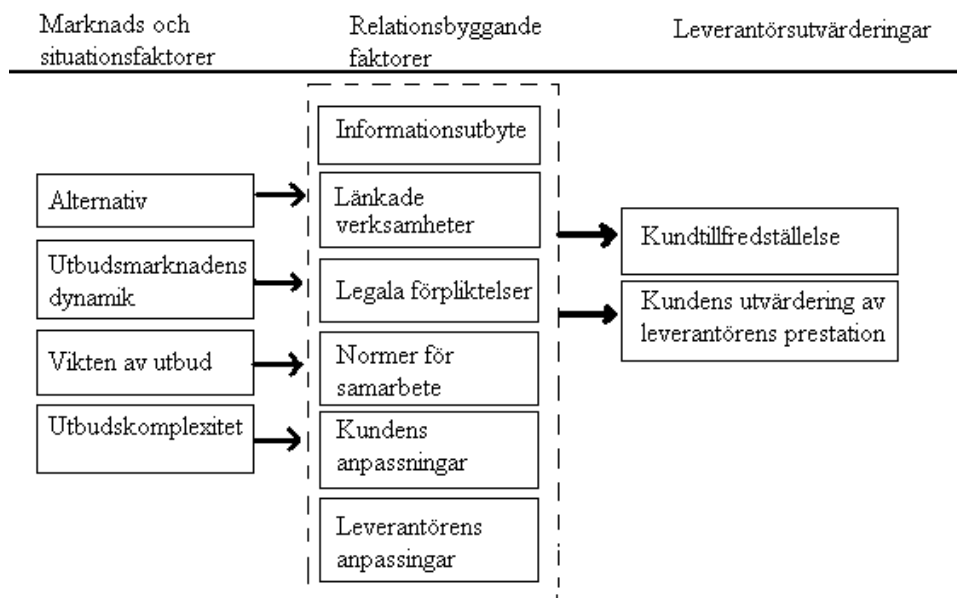 Marknads och
situationsfaktorer
Relationsbyggande
faktorer
Leverantörsutvärderingar
Alternativ
Utbudsmarknadens
dynamik
Vikten av utbud
Utbudskomplexitet
Informationsutbyte
Länkade
verksamheter
Legala förpliktelser
Normer för
samarbete
Kundens
anpassningar
Leverantörens
anpassingar
Kundtillfredställelse
Kundens utvärdering av
leverantörens prestation